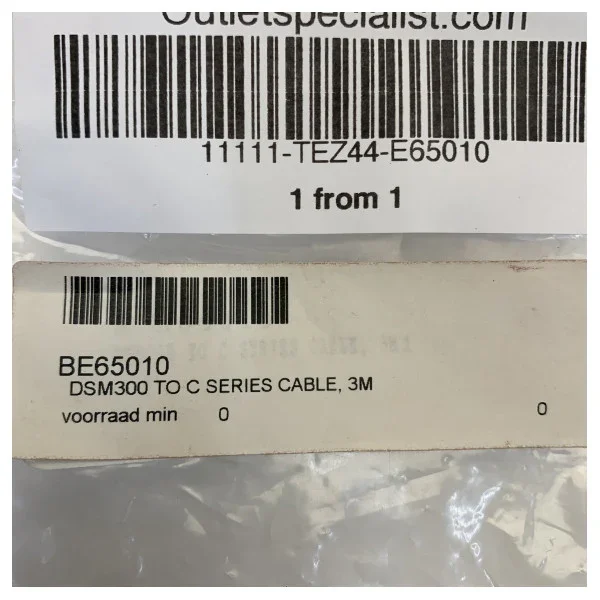 Outletspecialist.com
11111-TEZ44-E65010
1 from 1
BE65010
DSM300 TO C SERIES CABLE, 3M
voorraad min 0 0